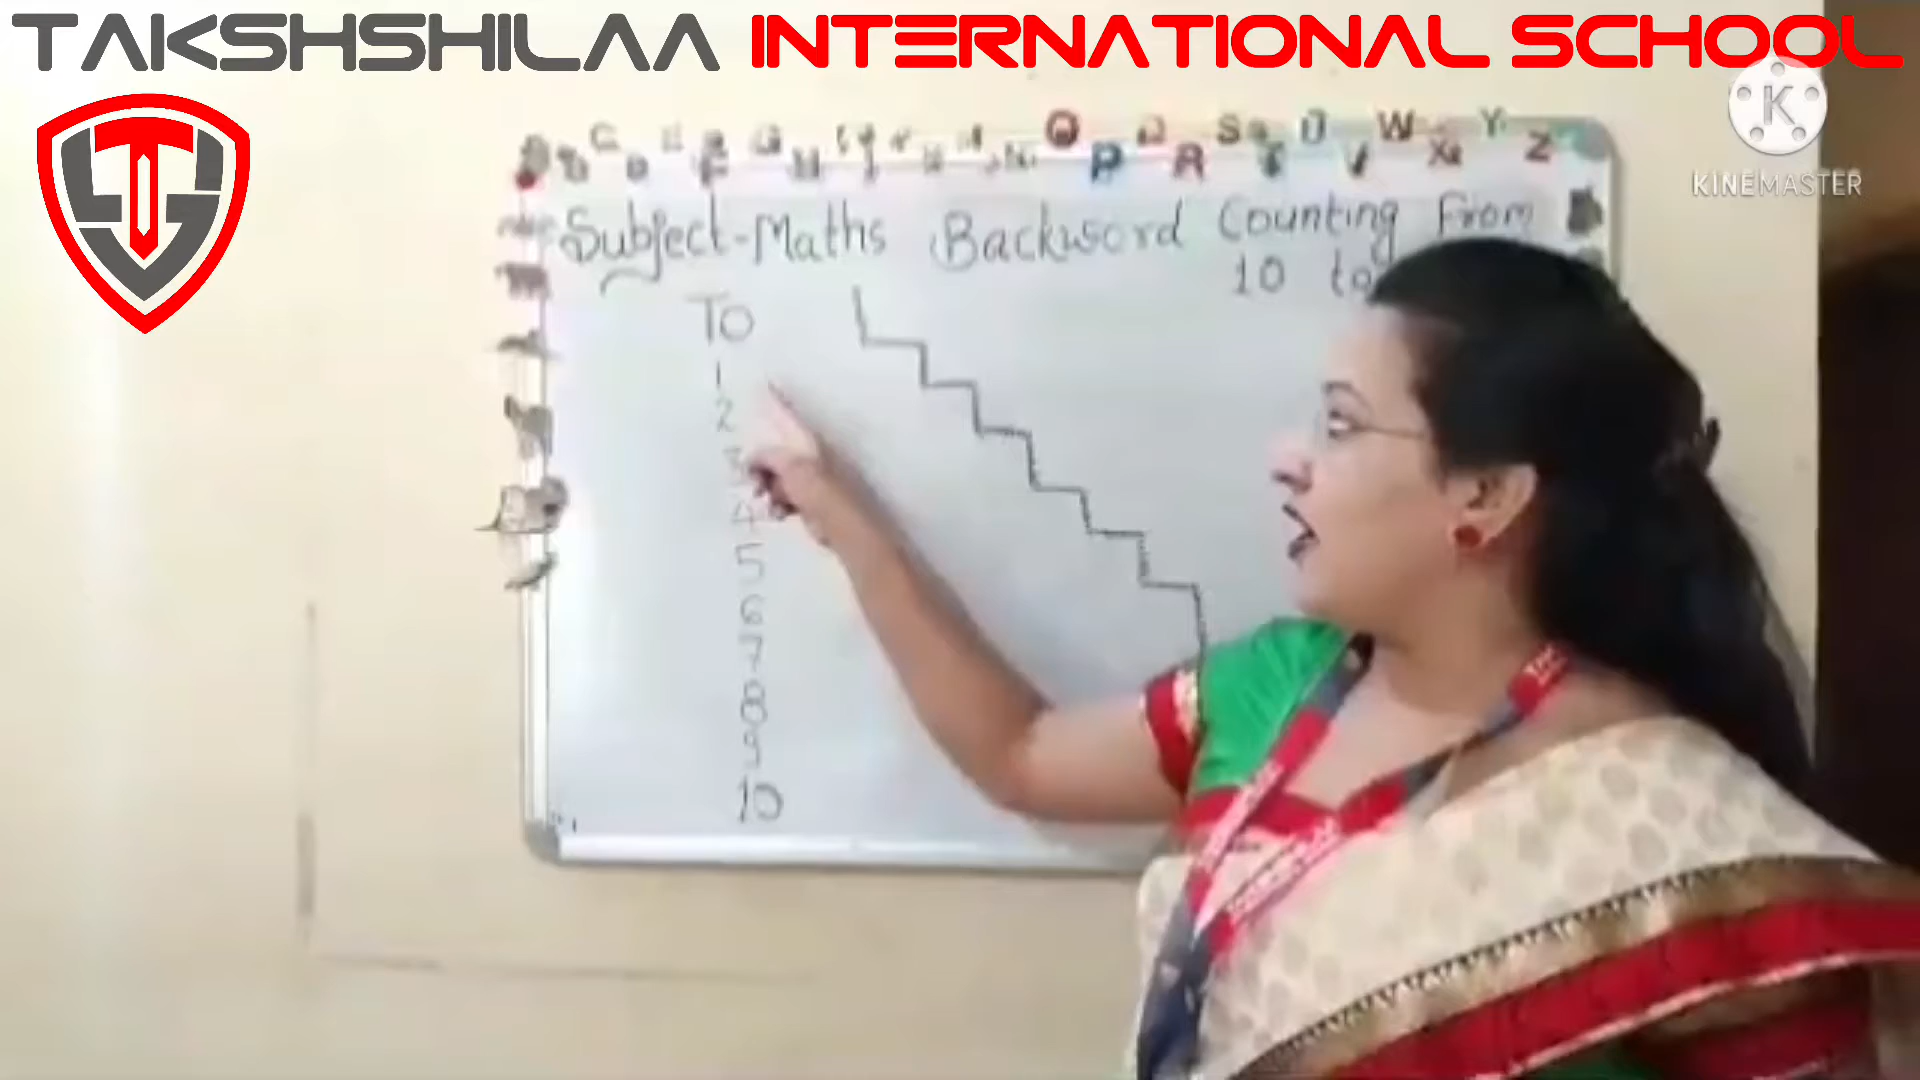 TAKSHSHILAA INTERNATIONAL SCHOOL
KINEMASTER
O P Q R S T U V W X Y Z
Subject-Maths Backword Counting From
10 to
TO
1
2
3
4
5
6
7
8
9
10